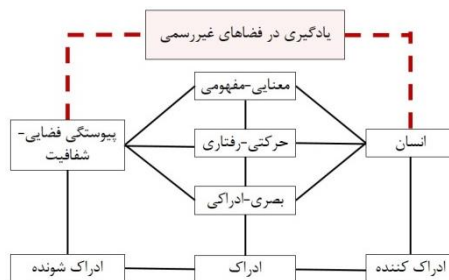 یادگیری در فضاهای غیررسمی
معنایی-مفهومی
انسان
حرکتی-رفتاری
پیوستگی فضایی-
شفافیت
بصری-ادراکی
ادراک کننده
ادراک
ادراک شونده